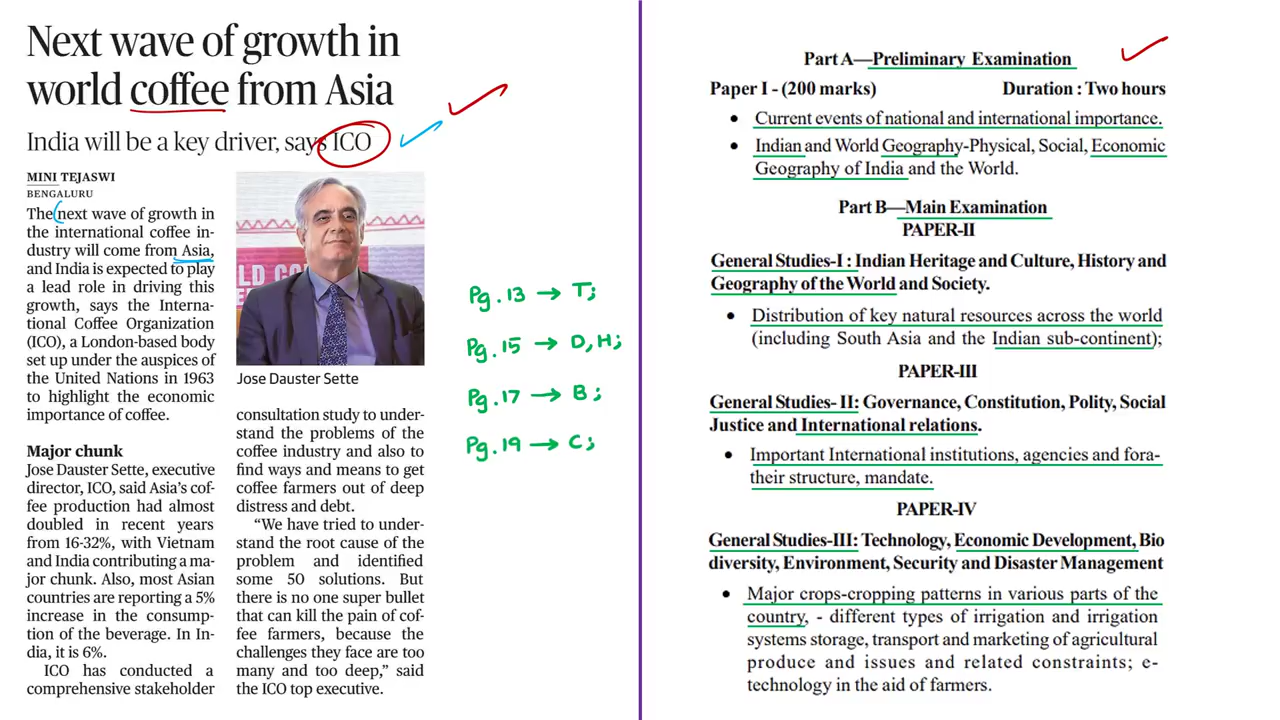 Next wave of growth in
world coffee from Asia
India will be a key driver, says ICO
MINI TEJASWI
BENGALURU
The next wave of growth in
the international coffee in-
dustry will come from Asia,
and India is expected to play
a lead role in driving this
growth, says the Interna-
tional Coffee Organization
(ICO), a London-based body
set up under the auspices of
the United Nations in 1963
to highlight the economic
importance of coffee.
Major chunk
Jose Dauster Sette, executive
director, ICO, said Asia's cof-
fee production had almost
doubled in recent years
from 16-32%, with Vietnam
and India contributing a ma-
jor chunk. Also, most Asian
countries are reporting a 5%
increase in the consump-
tion of the beverage. In In-
dia, it is 6%.
ICO has conducted a
comprehensive stakeholder
Jose Dauster Sette
consultation study to under-
stand the problems of the
coffee industry and also to
find ways and means to get
coffee farmers out of deep
distress and debt.
"We have tried to under-
stand the root cause of the
problem and identified
some 50 solutions. But
there is no one super bullet
that can kill the pain of cof-
fee farmers, because the
challenges they face are too
many and too deep," said
the ICO top executive.
Pg. 13 → T;
Pg. 15 → D, H;
Pg. 17 → B;
Pg. 19 → C;
Part A—Preliminary Examination
Paper I - (200 marks) Duration : Two hours
• Current events of national and international importance.
• Indian and World Geography-Physical, Social, Economic
Geography of India and the World.
Part B—Main Examination
PAPER-II
General Studies-I : Indian Heritage and Culture, History and
Geography of the World and Society.
• Distribution of key natural resources across the world
(including South Asia and the Indian sub-continent);
PAPER-III
General Studies- II: Governance, Constitution, Polity, Social
Justice and International relations.
• Important International institutions, agencies and fora-
their structure, mandate.
PAPER-IV
General Studies-III: Technology, Economic Development, Bio
diversity, Environment, Security and Disaster Management
• Major crops-cropping patterns in various parts of the
country, - different types of irrigation and irrigation
systems storage, transport and marketing of agricultural
produce and issues and related constraints; e-
technology in the aid of farmers.